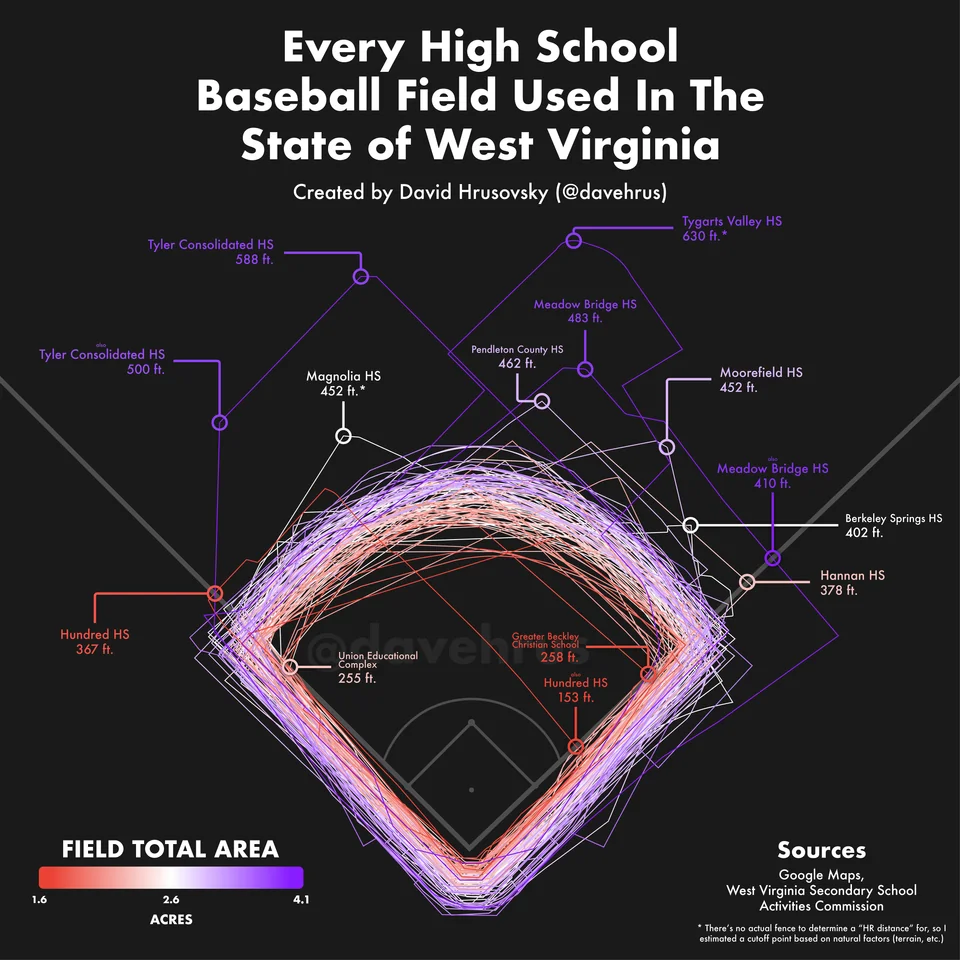 Every High School
Baseball Field Used In The
State of West Virginia
Created by David Hrusovsky (@davehrus)
Tygarts Valley HS
630 ft.*
Tyler Consolidated HS
588 ft.
Meadow Bridge HS
483 ft.
also
Tyler Consolidated HS
500 ft.
Pendleton County HS
462 ft.
Magnolia HS
452 ft.*
Moorefield HS
452 ft.
also
Meadow Bridge HS
410 ft.
Berkeley Springs HS
402 ft.
Hannan HS
378 ft.
Hundred HS
367 ft.
@davehrus
Greater Beckley
Christian School
258 ft.
Union Educational
Complex
255 ft.
also
Hundred HS
153 ft.
FIELD TOTAL AREA
1.6 2.6 4.1
ACRES
Sources
Google Maps,
West Virginia Secondary School
Activities Commission
* There's no actual fence to determine a "HR distance" for, so I
estimated a cutoff point based on natural factors (terrain, etc.)